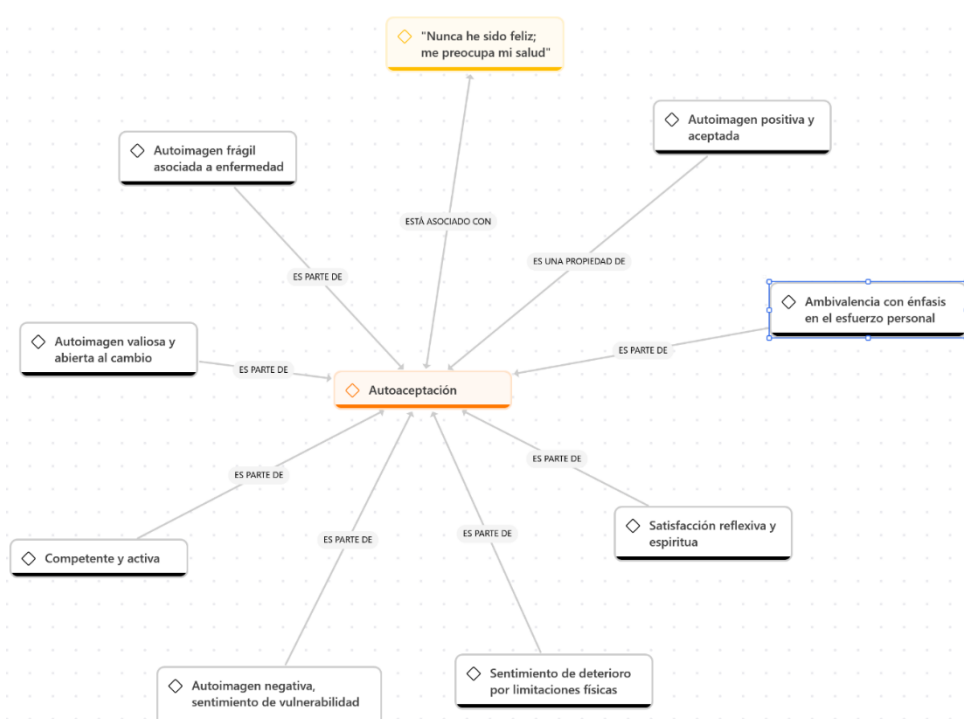 "Nunca he sido feliz;
me preocupa mi salud"
Autoimagen positiva y
aceptada
Autoimagen frágil
asociada a enfermedad
ESTÁ ASOCIADO CON
ES UNA PROPIEDAD DE
ES PARTE DE
Ambivalencia con énfasis
en el esfuerzo personal
Autoimagen valiosa y
abierta al cambio
ES PARTE DE
ES PARTE DE
Autoaceptación
ES PARTE DE
ES PARTE DE
Satisfacción reflexiva y
espiritua
ES PARTE DE
ES PARTE DE
Competente y activa
Sentimiento de deterioro
por limitaciones físicas
Autoimagen negativa,
sentimiento de vulnerabilidad